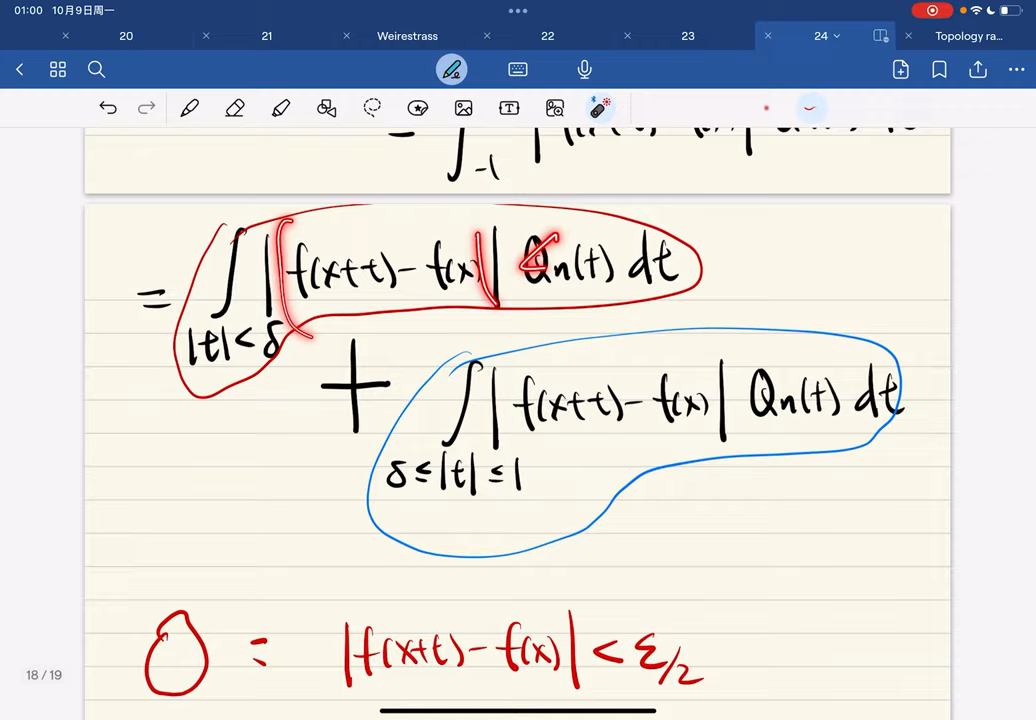 01:00 10月9日周一
20 21 Weirestrass 22 23 24 Topology ra...
= ∫|t|<δ |f(x+t)-f(x)| Qn(t) dt
+
∫δ≤|t|≤1 |f(x+t)-f(x)| Qn(t) dt
: |f(x+t)-f(x)| < ε/2
18 / 19